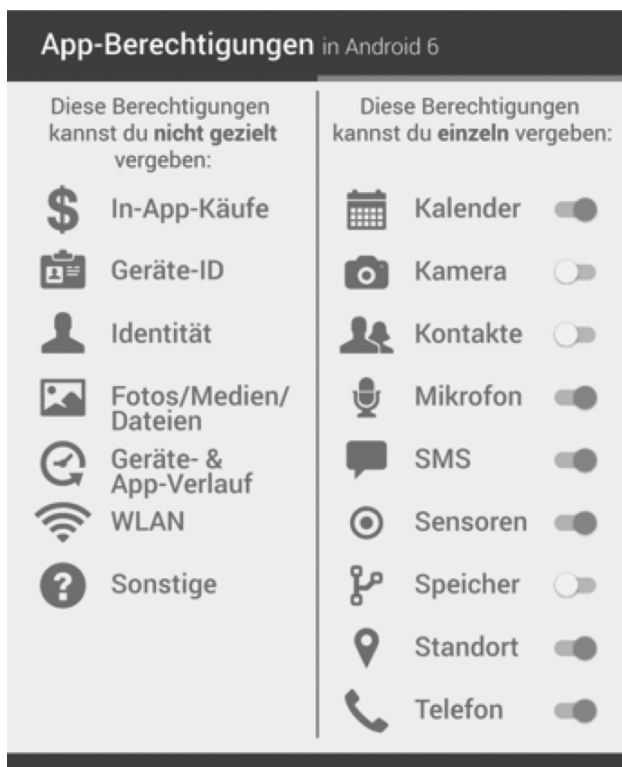 App-Berechtigungen in Android 6
Diese Berechtigungen
kannst du nicht gezielt
vergeben:
$ In-App-Käufe
Geräte-ID
Identität
Fotos/Medien/
Dateien
Geräte- &
App-Verlauf
WLAN
? Sonstige
Diese Berechtigungen
kannst du einzeln vergeben:
Kalender
Kamera
Kontakte
Mikrofon
SMS
Sensoren
Speicher
Standort
Telefon